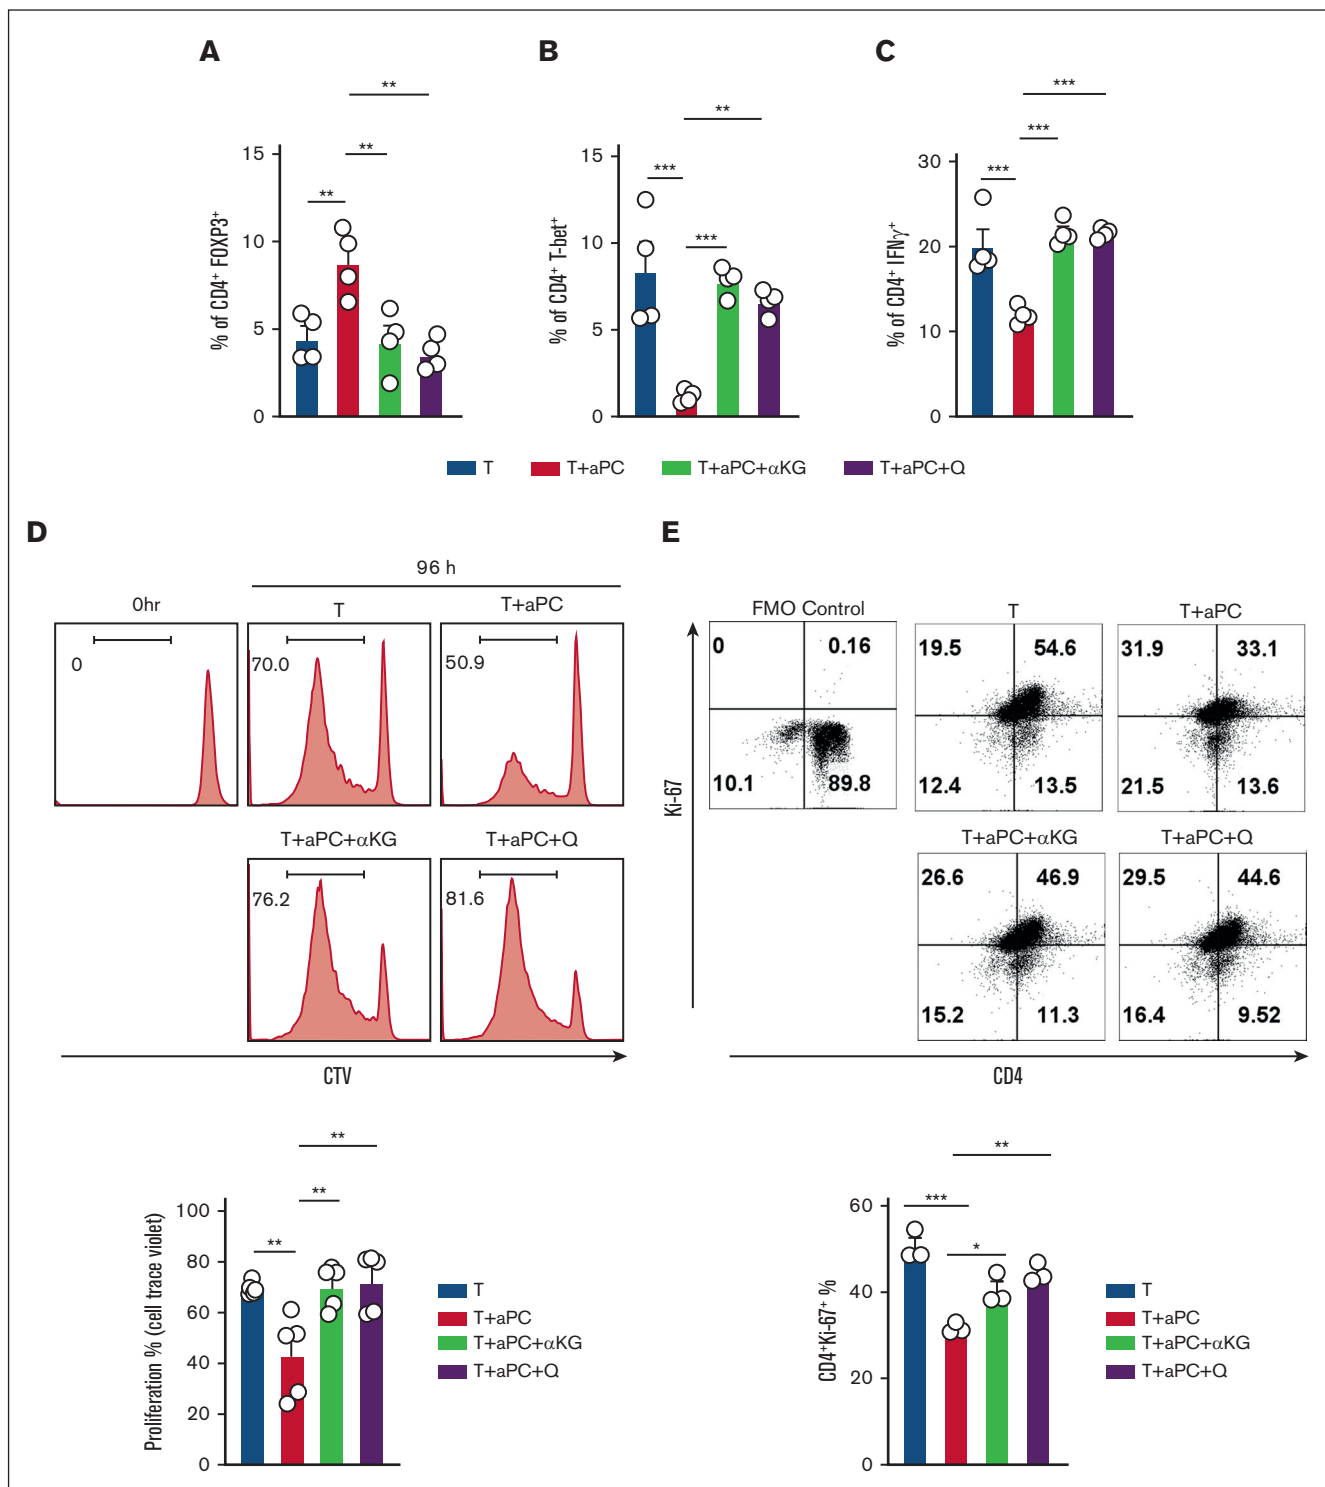 A
B
C
**
**
**
15
10
5
0
% of CD4+ FOXP3+
**
***
***
15
10
5
0
% of CD4+ T-bet+
***
***
***
30
20
10
0
% of CD4+ IFNγ+
T
T+aPC
T+aPC+αKG
T+aPC+Q
D
96 h
0hr
T
T+aPC
0
70.0
50.9
T+aPC+αKG
T+aPC+Q
76.2
81.6
CTV
**
**
**
100
80
60
40
20
0
Proliferation % (cell trace violet)
T
T+aPC
T+aPC+αKG
T+aPC+Q
E
FMO Control
T
T+aPC
0
0.16
10.1
89.8
19.5
54.6
12.4
13.5
31.9
33.1
21.5
13.6
T+aPC+αKG
T+aPC+Q
26.6
46.9
15.2
11.3
29.5
44.6
16.4
9.52
Ki-67
CD4
**
***
*
60
40
20
0
CD4+Ki-67+ %
T
T+aPC
T+aPC+αKG
T+aPC+Q